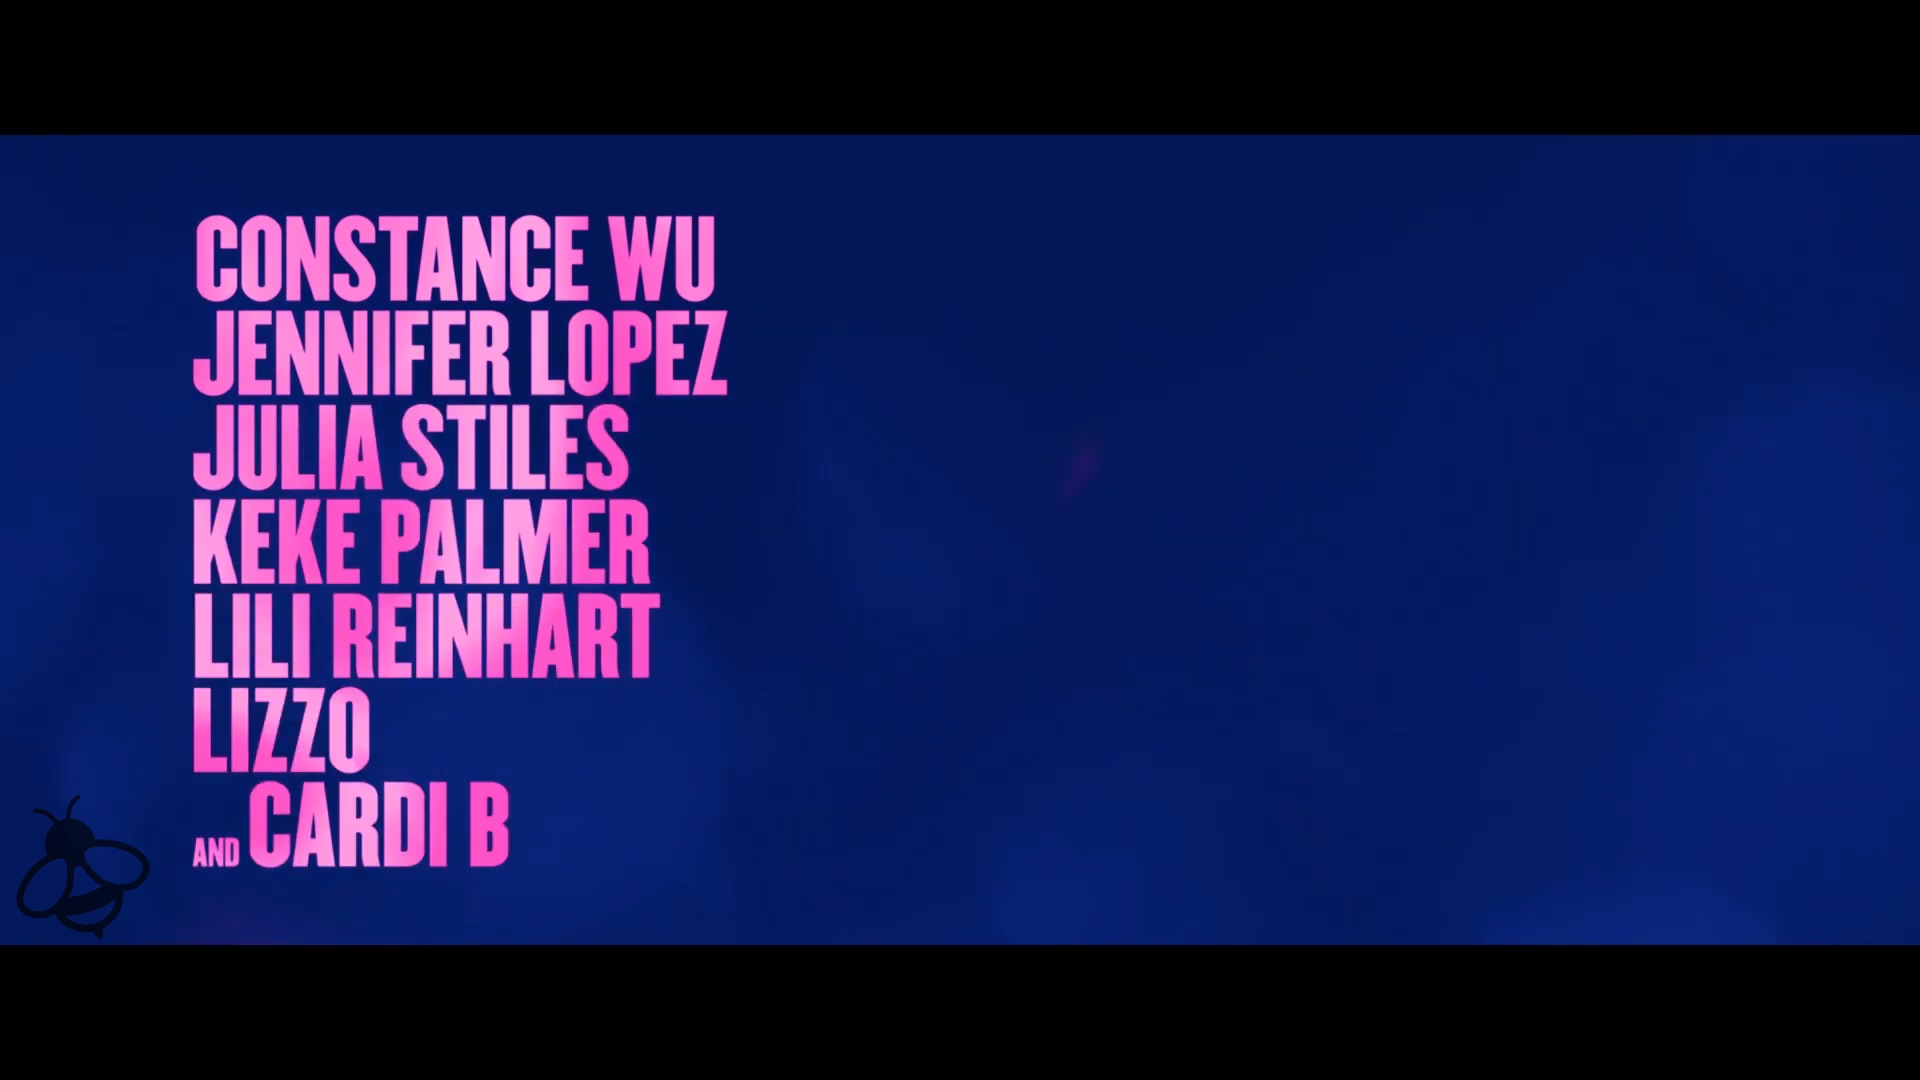 CONSTANCE WU
JENNIFER LOPEZ
JULIA STILES
KEKE PALMER
LILI REINHART
LIZZO
AND CARDI B